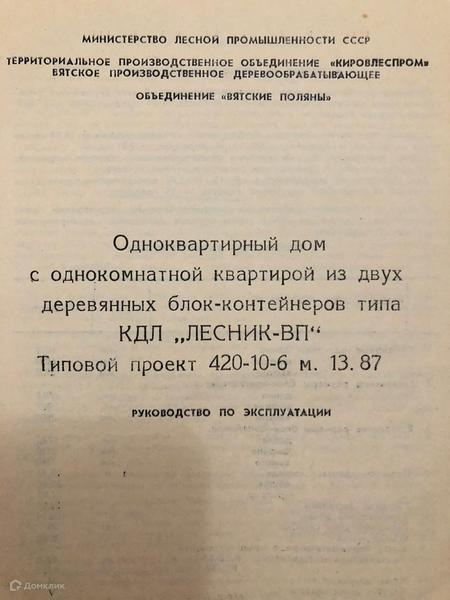 МИНИСТЕРСТВО ЛЕСНОЙ ПРОМЫШЛЕННОСТИ СССР
ТЕРРИТОРИАЛЬНОЕ ПРОИЗВОДСТВЕННОЕ ОБЪЕДИНЕНИЕ «КИРОВЛЕСПРОМ»
ВЯТСКОЕ ПРОИЗВОДСТВЕННОЕ ДЕРЕВООБРАБАТЫВАЮЩЕЕ
ОБЪЕДИНЕНИЕ «ВЯТСКИЕ ПОЛЯНЫ»
Одноквартирный дом
с однокомнатной квартирой из двух
деревянных блок-контейнеров типа
КДЛ „ЛЕСНИК-ВП“
Типовой проект 420-10-6 м. 13.87
РУКОВОДСТВО ПО ЭКСПЛУАТАЦИИ
Домклик